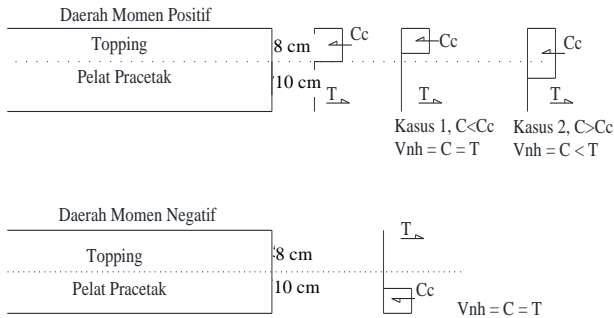 Daerah Momen Positif
Topping
8 cm
Cc
Cc
Cc
Pelat Pracetak
10 cm
T
T
T
Kasus 1, C<Cc
Vnh = C = T
Kasus 2, C>Cc
Vnh = C < T
Daerah Momen Negatif
T
Topping
8 cm
Pelat Pracetak
10 cm
Cc
Vnh = C = T